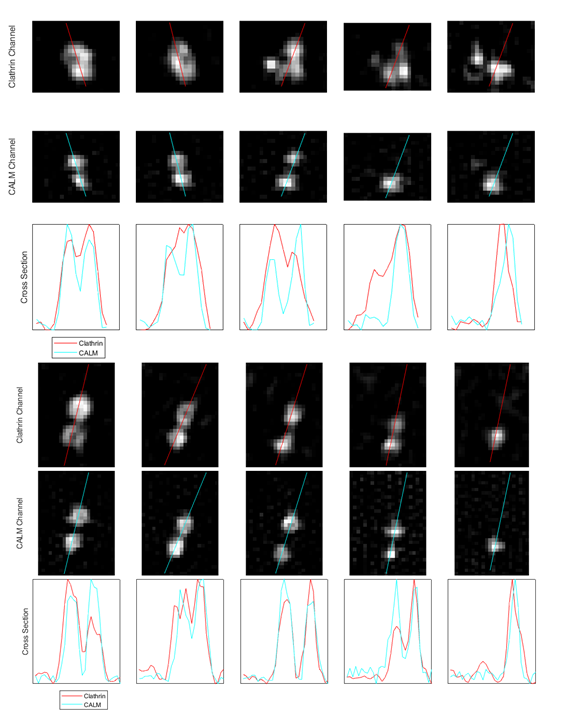 Clathrin Channel
CALM Channel
Cross Section
Clathrin
CALM
Clathrin Channel
CALM Channel
Cross Section
Clathrin
CALM